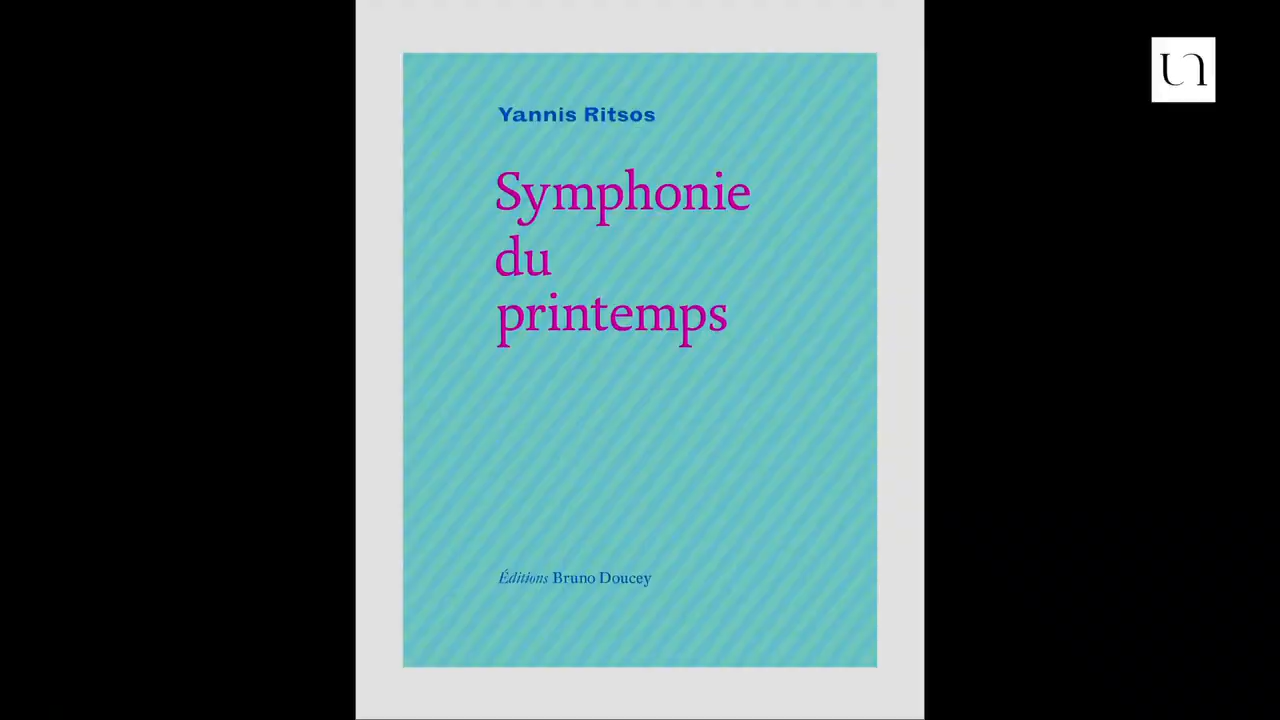 Yannis Ritsos
Symphonie
du
printemps
Éditions Bruno Doucey